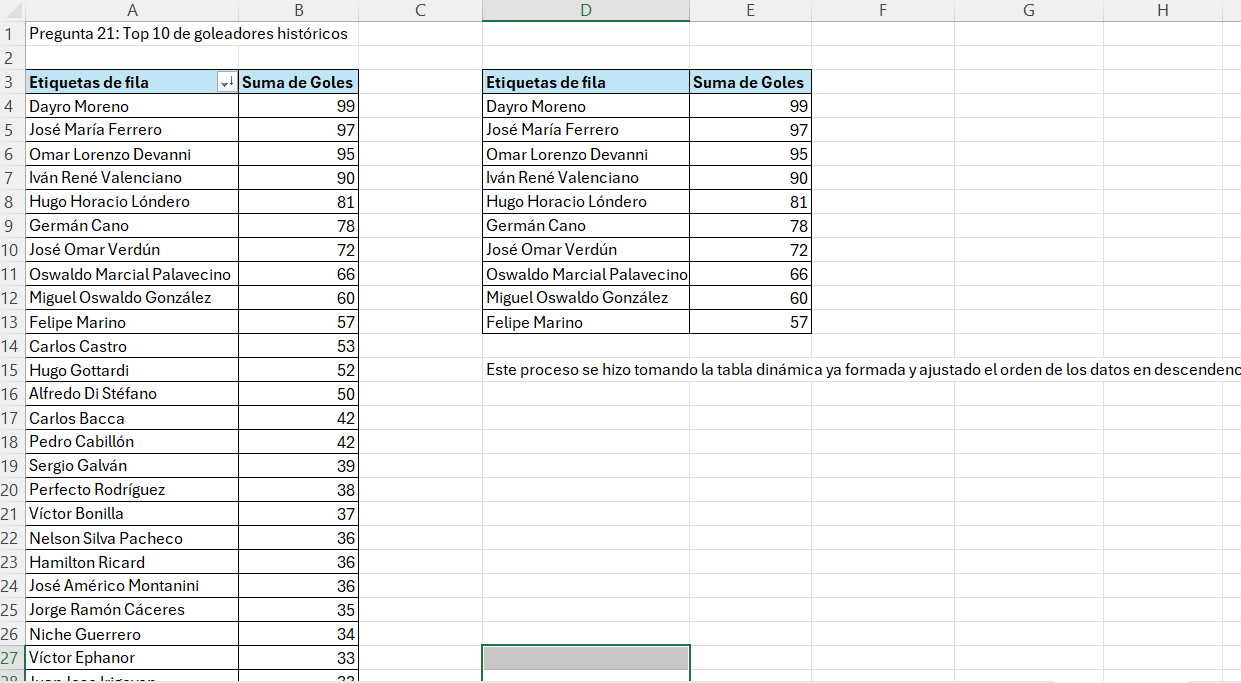 A B C D E F G H
1 Pregunta 21: Top 10 de goleadores históricos
2
3 Etiquetas de fila Suma de Goles Etiquetas de fila Suma de Goles
4 Dayro Moreno 99 Dayro Moreno 99
5 José María Ferrero 97 José María Ferrero 97
6 Omar Lorenzo Devanni 95 Omar Lorenzo Devanni 95
7 Iván René Valenciano 90 Iván René Valenciano 90
8 Hugo Horacio Lóndero 81 Hugo Horacio Lóndero 81
9 Germán Cano 78 Germán Cano 78
10 José Omar Verdún 72 José Omar Verdún 72
11 Oswaldo Marcial Palavecino 66 Oswaldo Marcial Palavecino 66
12 Miguel Oswaldo González 60 Miguel Oswaldo González 60
13 Felipe Marino 57 Felipe Marino 57
14 Carlos Castro 53
15 Hugo Gottardi 52 Este proceso se hizo tomando la tabla dinámica ya formada y ajustado el orden de los datos en descendenc
16 Alfredo Di Stéfano 50
17 Carlos Bacca 42
18 Pedro Cabillón 42
19 Sergio Galván 39
20 Perfecto Rodríguez 38
21 Víctor Bonilla 37
22 Nelson Silva Pacheco 36
23 Hamilton Ricard 36
24 José Américo Montanini 36
25 Jorge Ramón Cáceres 35
26 Niche Guerrero 34
27 Víctor Ephanor 33
28